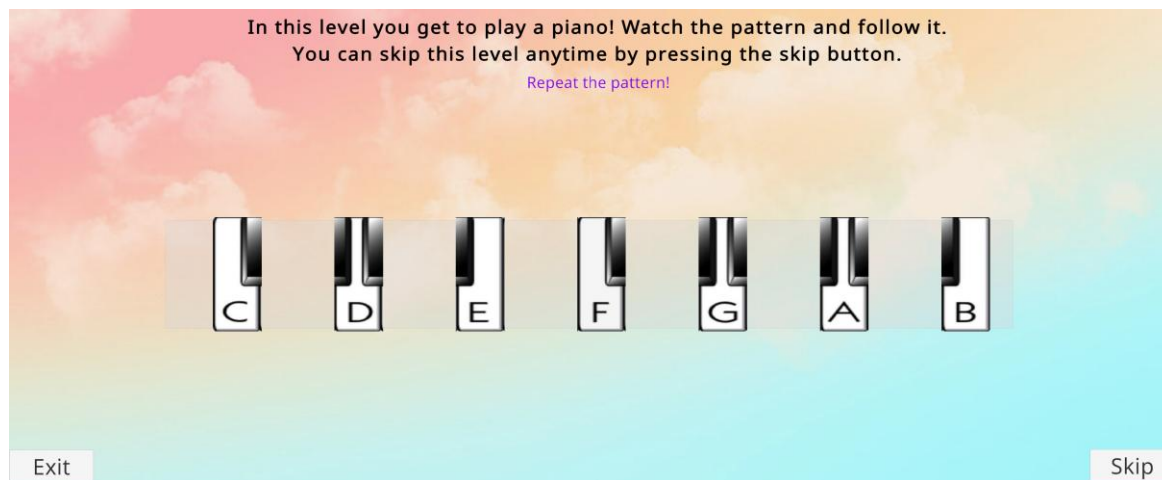 In this level you get to play a piano! Watch the pattern and follow it.
You can skip this level anytime by pressing the skip button.
Repeat the pattern!
C D E F G A B
Exit Skip